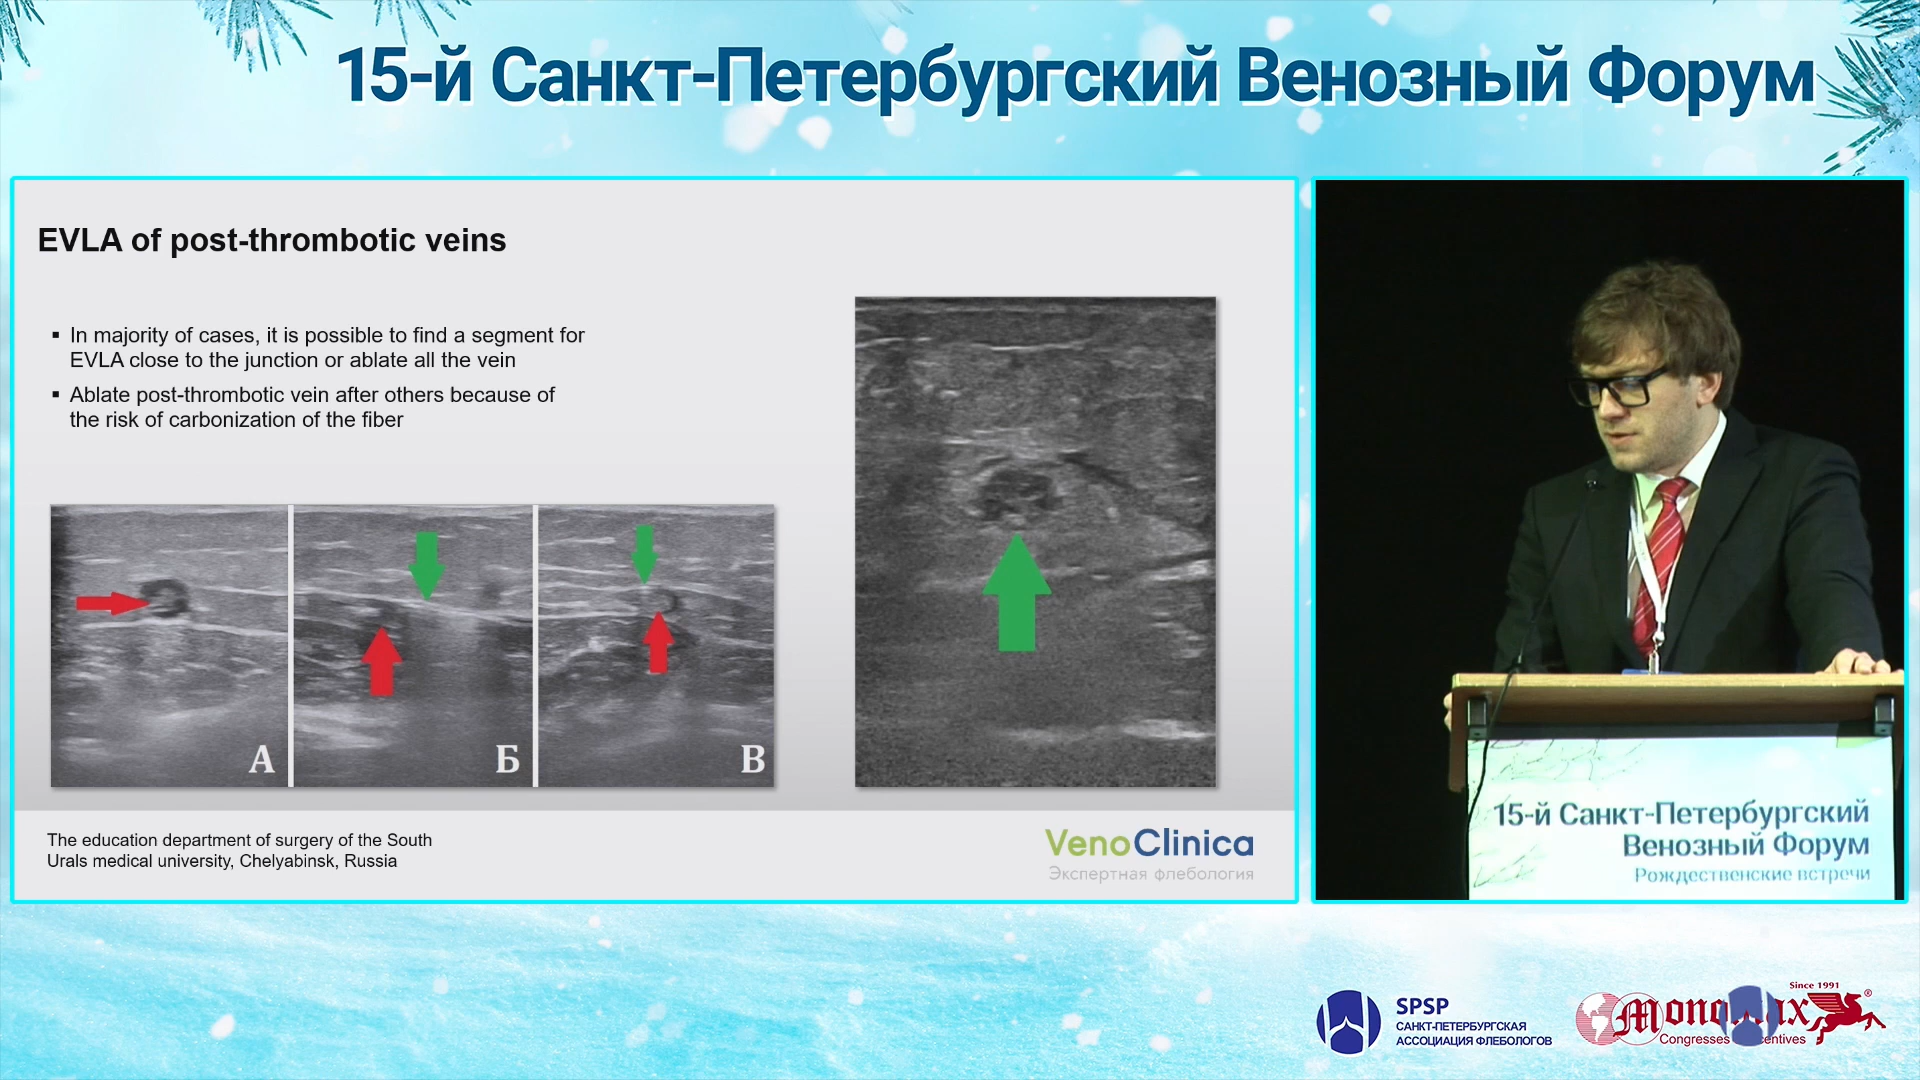 15-й Санкт-Петербургский Венозный Форум
EVLA of post-thrombotic veins
▪ In majority of cases, it is possible to find a segment for
EVLA close to the junction or ablate all the vein
▪ Ablate post-thrombotic vein after others because of
the risk of carbonization of the fiber
А
Б
В
The education department of surgery of the South
Urals medical university, Chelyabinsk, Russia
VenoClinica
Экспертная флебология
15-й Санкт-Петербургский
Венозный Форум
Рождественские встречи
SPSP
САНКТ-ПЕТЕРБУРГСКАЯ
АССОЦИАЦИЯ ФЛЕБОЛОГОВ
Since 1991
®
Congresses